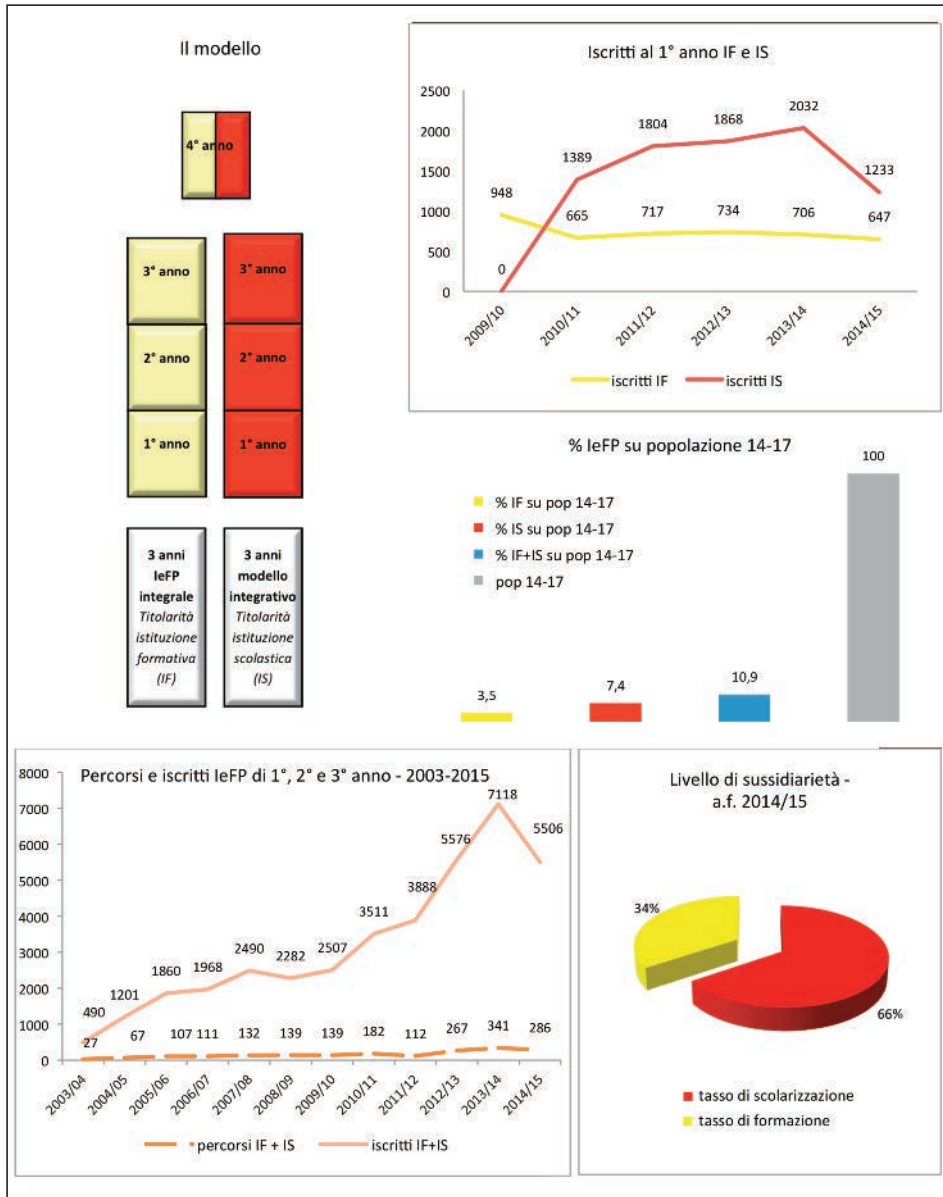 Il modello
4° anno
3° anno
3° anno
2° anno
2° anno
1° anno
1° anno
3 anni
IeFP
integrale
Titolarità
istituzione
formativa
(IF)
3 anni
modello
integrativo
Titolarità
istituzione
scolastica
(IS)
Iscritti al 1° anno IF e IS
2500
2000
1500
1000
500
0
948
665
717
734
706
647
0
1389
1804
1868
2032
1233
2009/10
2010/11
2011/12
2012/13
2013/14
2014/15
iscritti IF
iscritti IS
% IeFP su popolazione 14-17
% IF su pop 14-17
% IS su pop 14-17
% IF+IS su pop 14-17
pop 14-17
3,5
7,4
10,9
100
Percorsi e iscritti IeFP di 1°, 2° e 3° anno - 2003-2015
8000
7000
6000
5000
4000
3000
2000
1000
0
490
1201
1860
1968
2490
2282
2507
3511
3888
5576
7118
5506
27
67
107
111
132
139
139
182
112
267
341
286
2003/04
2004/05
2005/06
2006/07
2007/08
2008/09
2009/10
2010/11
2011/12
2012/13
2013/14
2014/15
percorsi IF + IS
iscritti IF+IS
Livello di sussidiarietà -
a.f. 2014/15
34%
66%
tasso di scolarizzazione
tasso di formazione